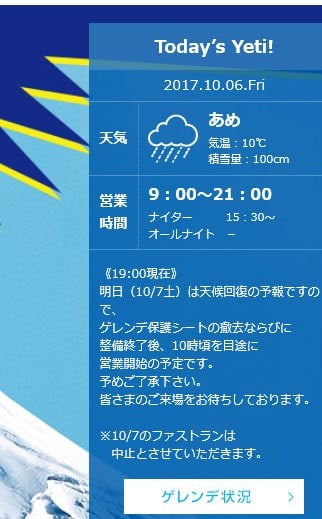 Today's Yeti!
2017.10.06.Fri
天気
あめ
気温：10℃
積雪量：100cm
営業
時間
9：00～21：00
ナイター 15：30～
オールナイト －
《19:00現在》
明日（10/7土）は天候回復の予報ですの
で、
ゲレンデ保護シートの撤去ならびに
整備終了後、10時頃を目途に
営業開始の予定です。
予めご了承下さい。
皆さまのご来場をお待ちしております。
※10/7のファストランは
中止とさせていただきます。
ゲレンデ状況